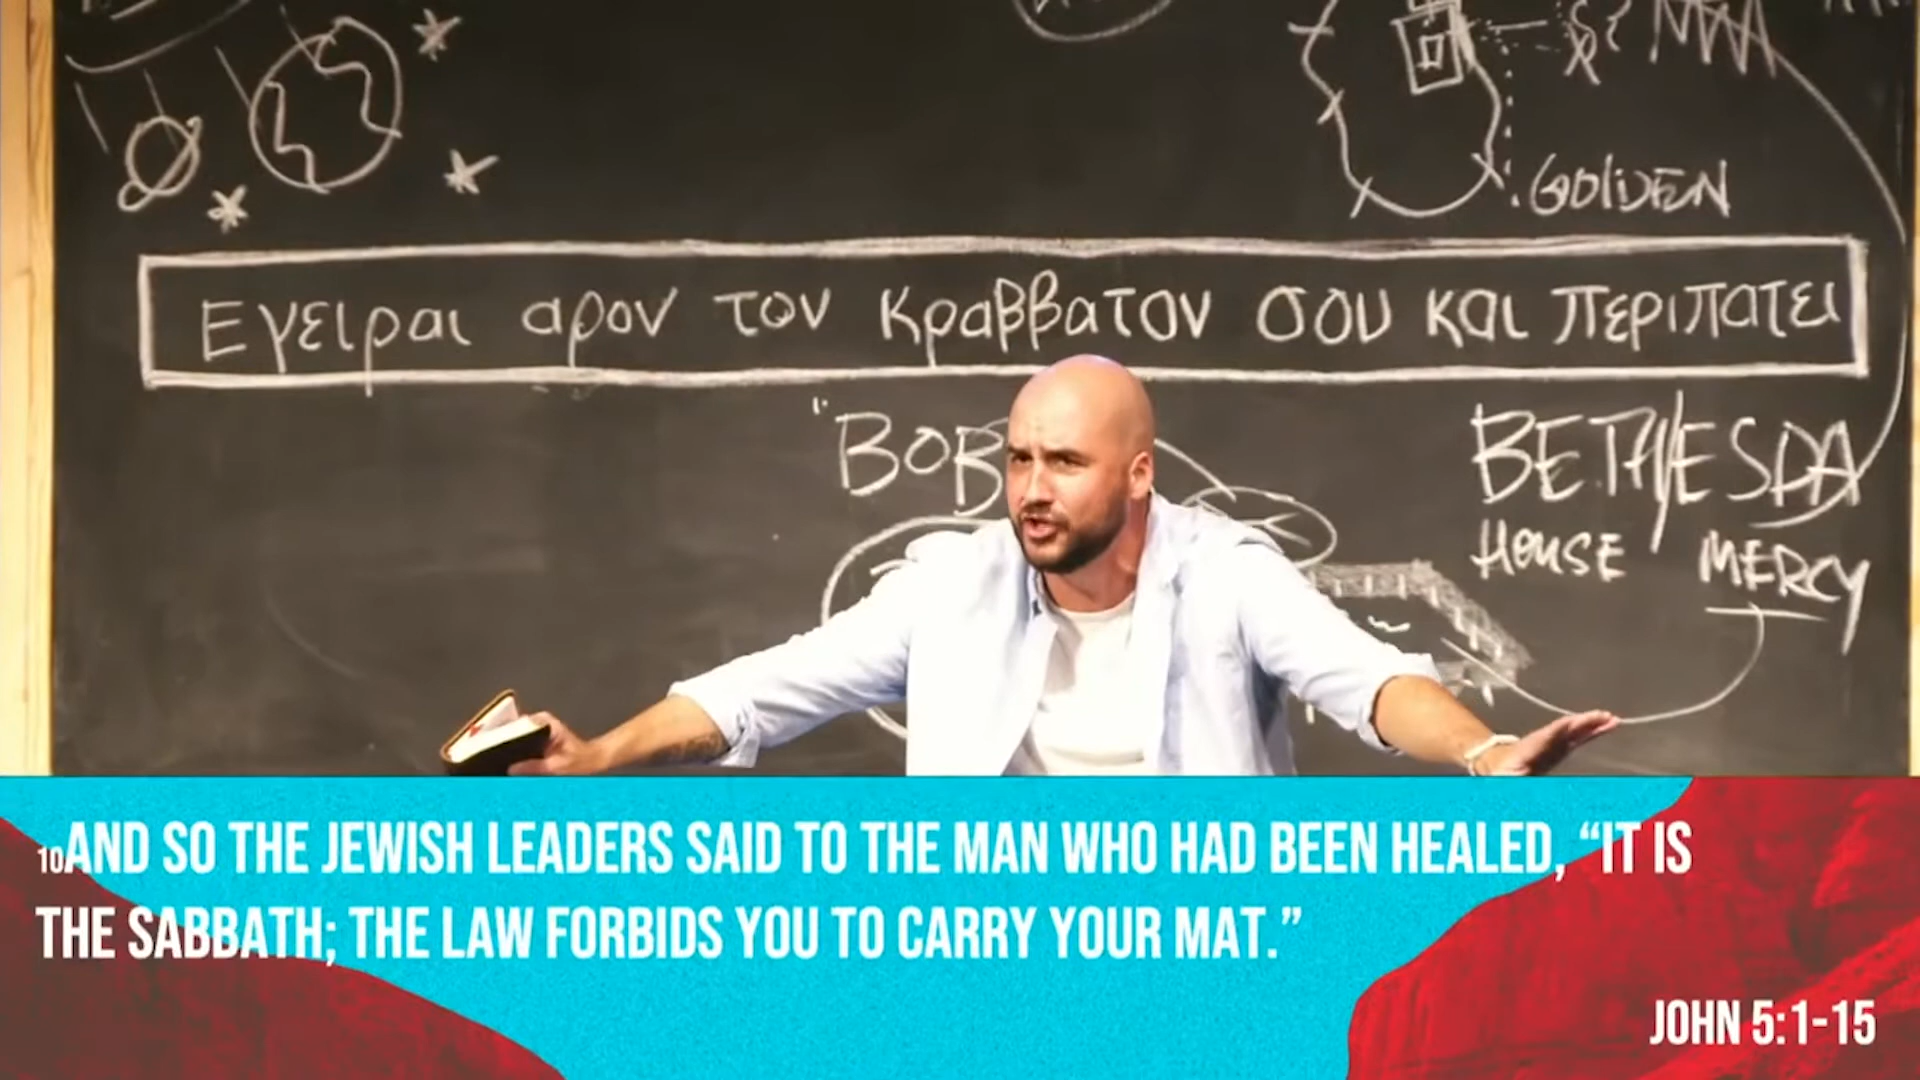 GOLDEN
Εγειραι αρον τον κραββατον σου και περιπατει
"BOB
BETHESDA
HOUSE MERCY
10AND SO THE JEWISH LEADERS SAID TO THE MAN WHO HAD BEEN HEALED, “IT IS
THE SABBATH; THE LAW FORBIDS YOU TO CARRY YOUR MAT.”
JOHN 5:1-15